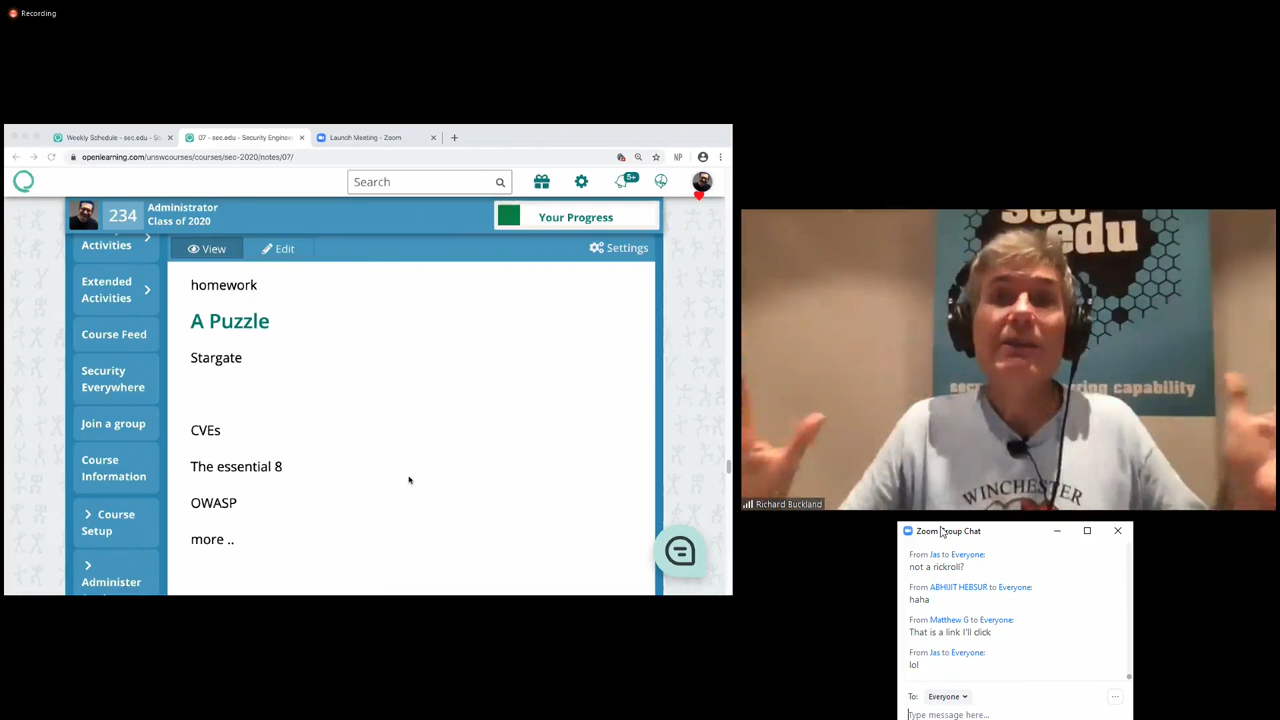 Recording
Weekly Schedule - sec.edu - S
07 - sec.edu - Security Engine
Launch Meeting - Zoom
openlearning.com/unswcourses/courses/sec-2020/notes/07/
NP
Search
5+
234
Administrator
Class of 2020
Your Progress
Activities
View
Edit
Settings
Extended
Activities
Course Feed
Security
Everywhere
Join a group
Course
Information
Course
Setup
Administer
homework
A Puzzle
Stargate
CVEs
The essential 8
OWASP
more ..
sec
edu
capability
WINCHESTER
Richard Buckland
Zoom Group Chat
From Jas to Everyone:
not a rickroll?
From ABHIJIT HEBSUR to Everyone:
haha
From Matthew G to Everyone:
That is a link I'll click
From Jas to Everyone:
lol
To: Everyone
Type message here...